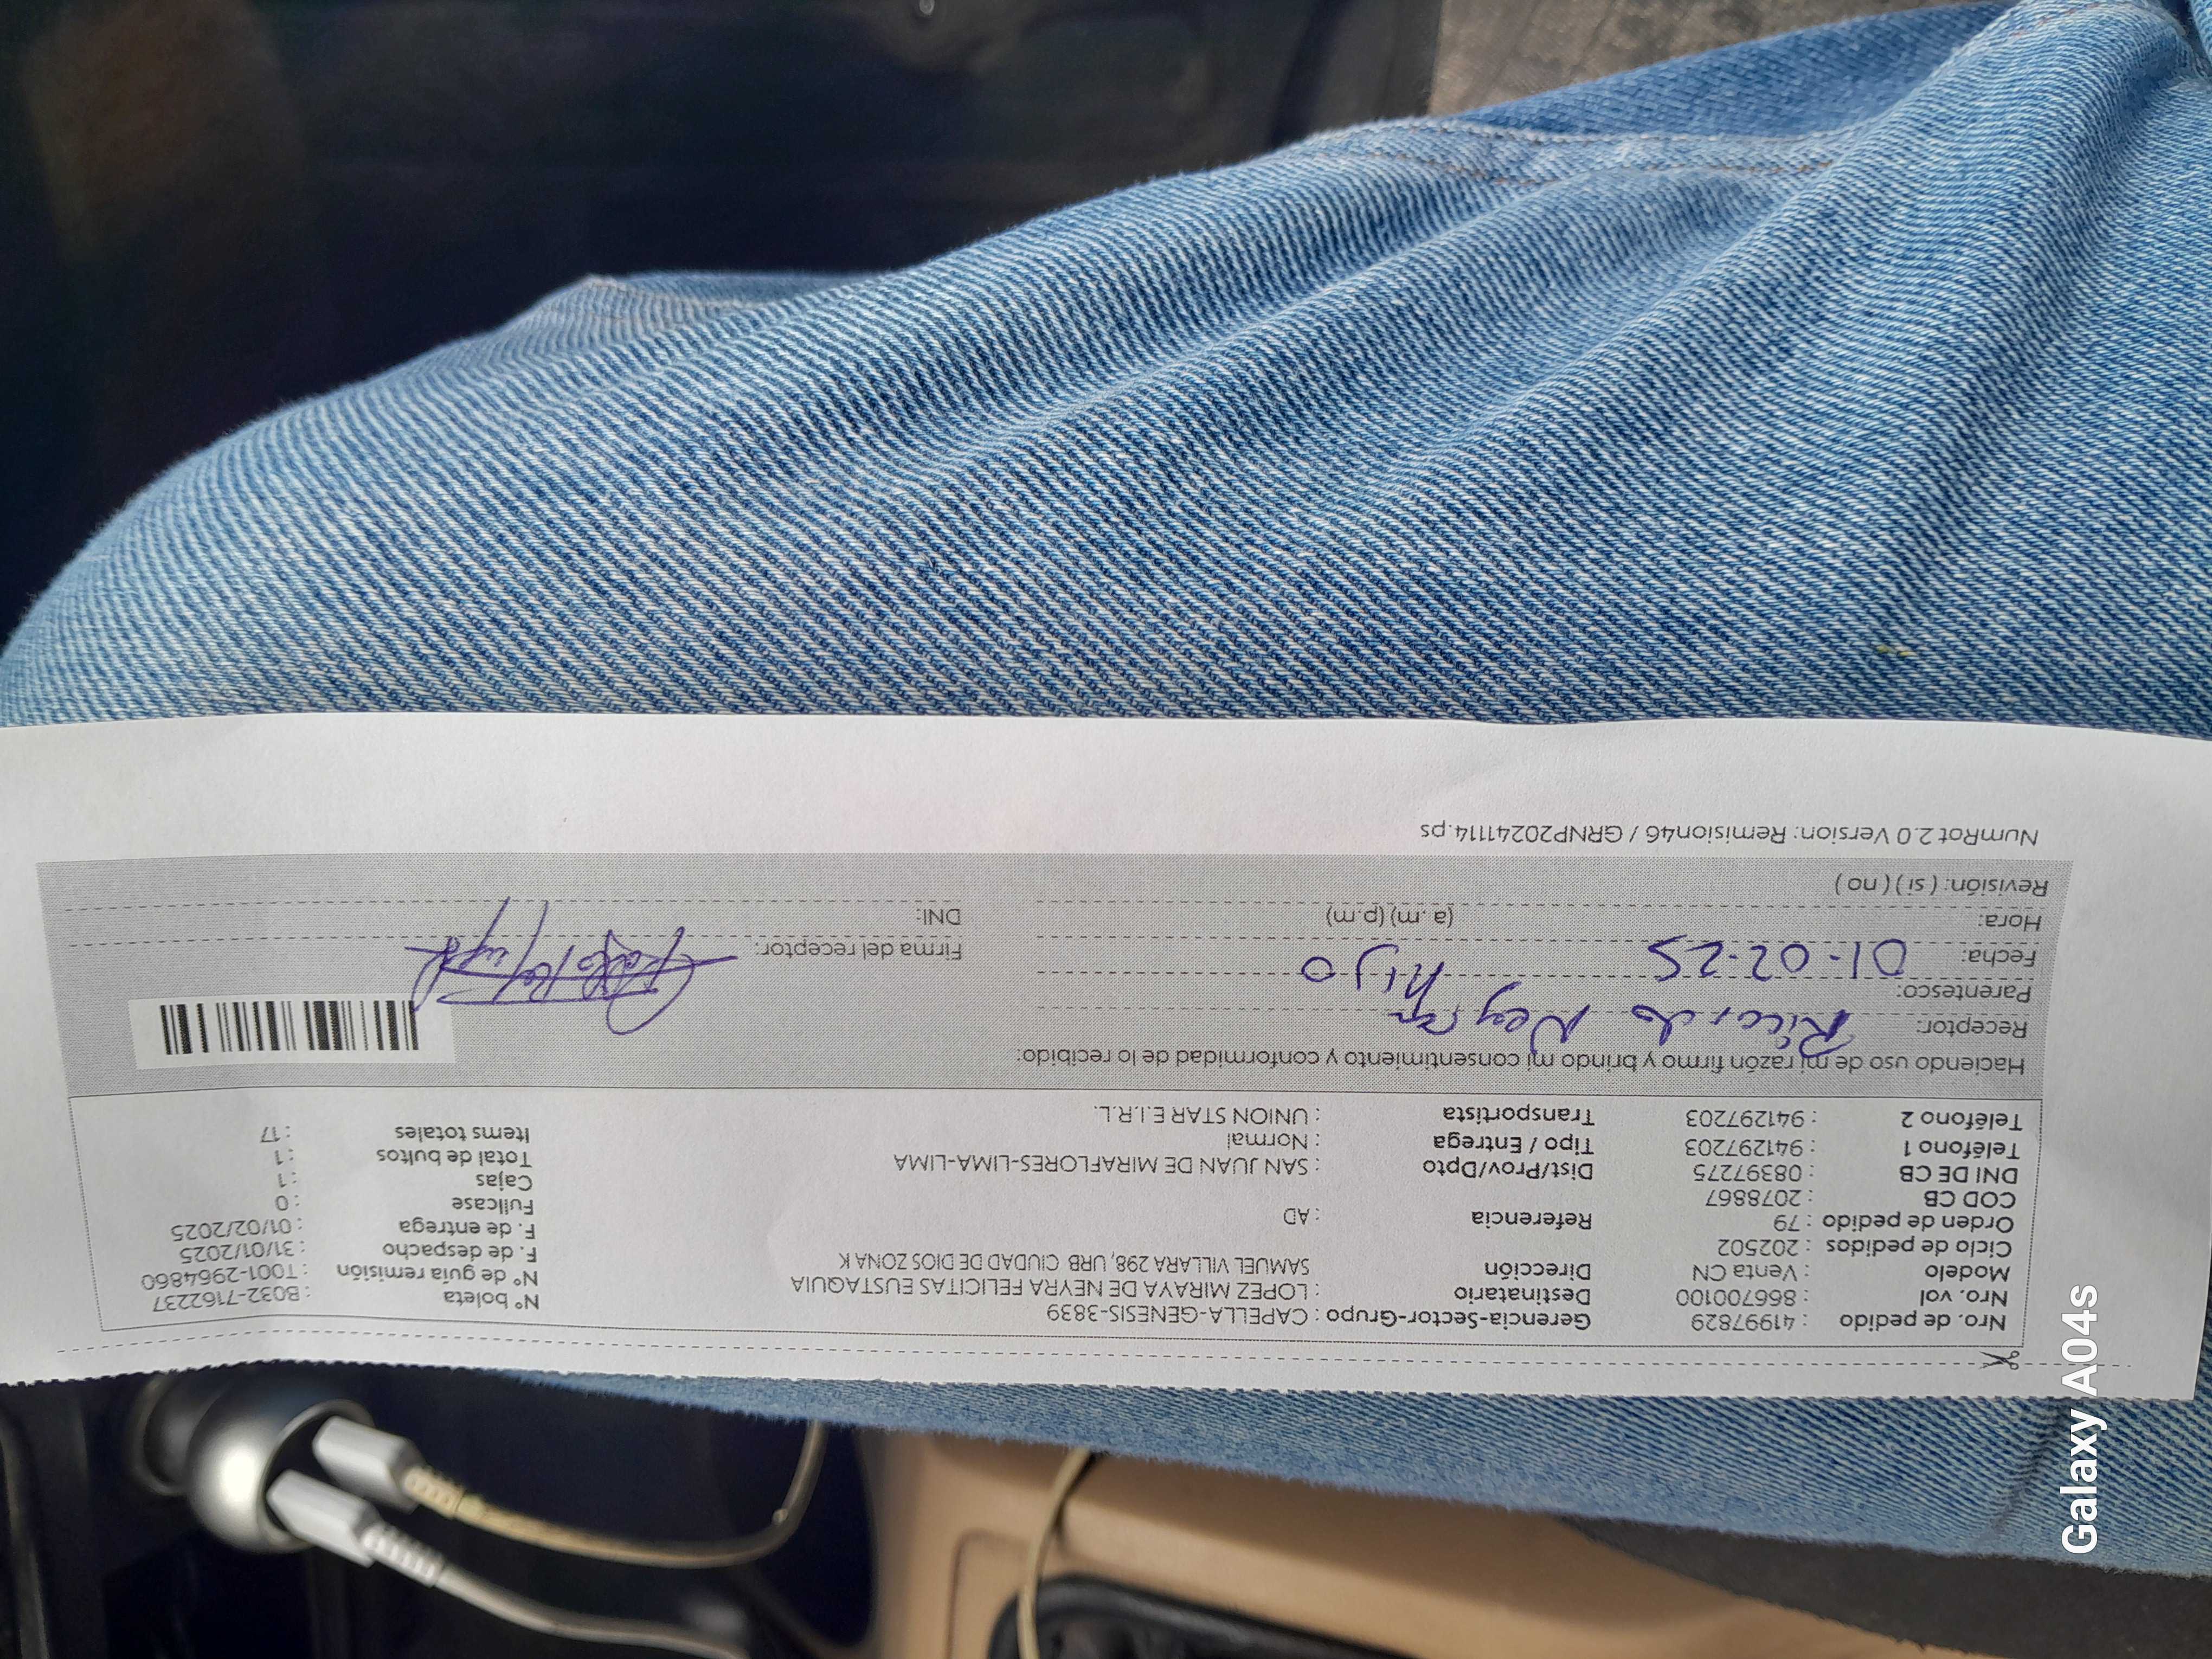 Nro. de pedido : 41997829 Gerencia-Sector-Grupo : CAPELLA-GENESIS-3839 N° boleta : B032-7162237
Nro. vol : 866700100 Destinatario : LOPEZ MIRAYA DE NEYRA FELICITAS EUSTAQUIA N° de guía remisión : T001-2964860
Modelo : Venta CN Dirección SAMUEL VILLARA 298, URB CIUDAD DE DIOS ZONA K F. de despacho : 31/01/2025
Ciclo de pedidos : 202502 F. de entrega : 01/02/2025
Orden de pedido : 79 Referencia : AD Fullcase : 0
COD CB : 2078867 Cajas : 1
DNI DE CB : 08397275 Dist/Prov/Dpto : SAN JUAN DE MIRAFLORES-LIMA-LIMA Total de bultos : 1
Teléfono 1 : 941297203 Tipo / Entrega : Normal Items totales : 17
Teléfono 2 : 941297203 Transportista : UNION STAR E.I.R.L.
Haciendo uso de mi razón firmo y brindo mi consentimiento y conformidad de lo recibido:
Receptor: Ricardo Neyra
Parentesco: hijo
Fecha: 01-02-25 Firma del receptor:
Hora: (a. m) (p.m) DNI:
Revisión: ( si ) ( no )
NumRot 2.0 Version: Remision46 / GRNP20241114.ps
Galaxy A04s